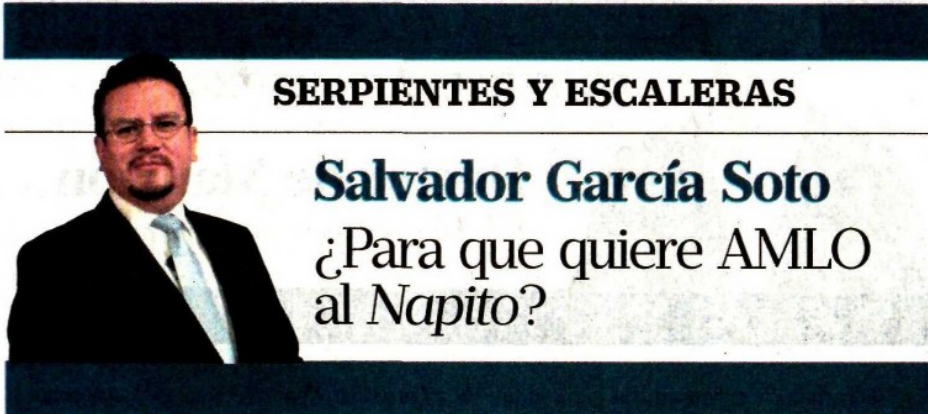 SERPIENTES Y ESCALERAS
Salvador García Soto
¿Para que quiere AMLO
al Napito?